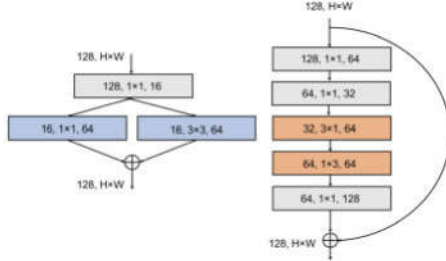 128, H×W
128, 1×1, 16
16, 1×1, 64
16, 3×3, 64
128, H×W
128, H×W
128, 1×1, 64
64, 1×1, 32
32, 3×1, 64
64, 1×3, 64
64, 1×1, 128
128, H×W